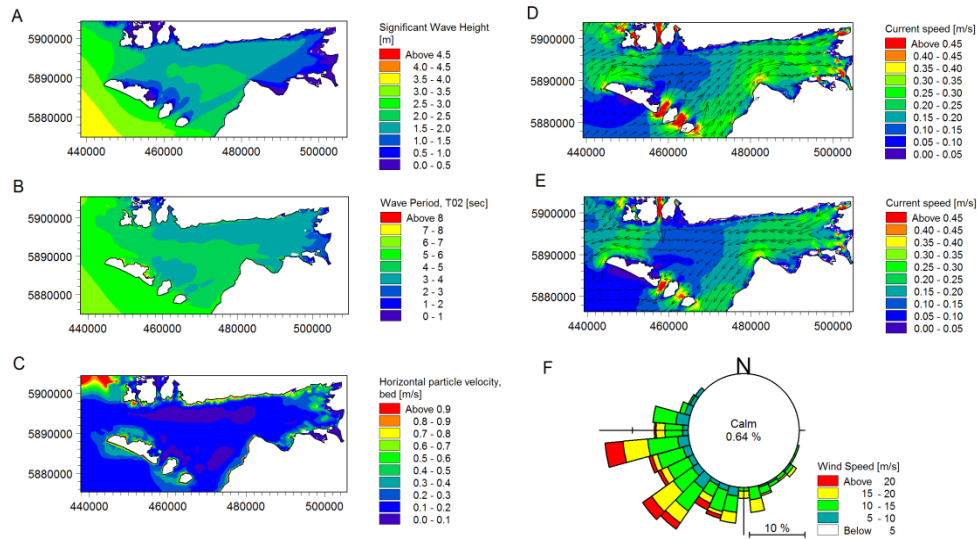 A
5900000
5890000
5880000
440000 460000 480000 500000
Significant Wave Height
[m]
Above 4.5
4.0 - 4.5
3.5 - 4.0
3.0 - 3.5
2.5 - 3.0
2.0 - 2.5
1.5 - 2.0
1.0 - 1.5
0.5 - 1.0
0.0 - 0.5
D
5900000
5890000
5880000
440000 460000 480000 500000
Current speed [m/s]
Above 0.45
0.40 - 0.45
0.35 - 0.40
0.30 - 0.35
0.25 - 0.30
0.20 - 0.25
0.15 - 0.20
0.10 - 0.15
0.05 - 0.10
0.00 - 0.05
B
5900000
5890000
5880000
440000 460000 480000 500000
Wave Period, T02 [sec]
Above 8
7 - 8
6 - 7
5 - 6
4 - 5
3 - 4
2 - 3
1 - 2
0 - 1
E
5900000
5890000
5880000
440000 460000 480000 500000
Current speed [m/s]
Above 0.45
0.40 - 0.45
0.35 - 0.40
0.30 - 0.35
0.25 - 0.30
0.20 - 0.25
0.15 - 0.20
0.10 - 0.15
0.05 - 0.10
0.00 - 0.05
C
5900000
5890000
5880000
440000 460000 480000 500000
Horizontal particle velocity,
bed [m/s]
Above 0.9
0.8 - 0.9
0.7 - 0.8
0.6 - 0.7
0.5 - 0.6
0.4 - 0.5
0.3 - 0.4
0.2 - 0.3
0.1 - 0.2
0.0 - 0.1
F
N
Calm
0.64 %
10 %
Wind Speed [m/s]
Above 20
15 - 20
10 - 15
5 - 10
Below 5